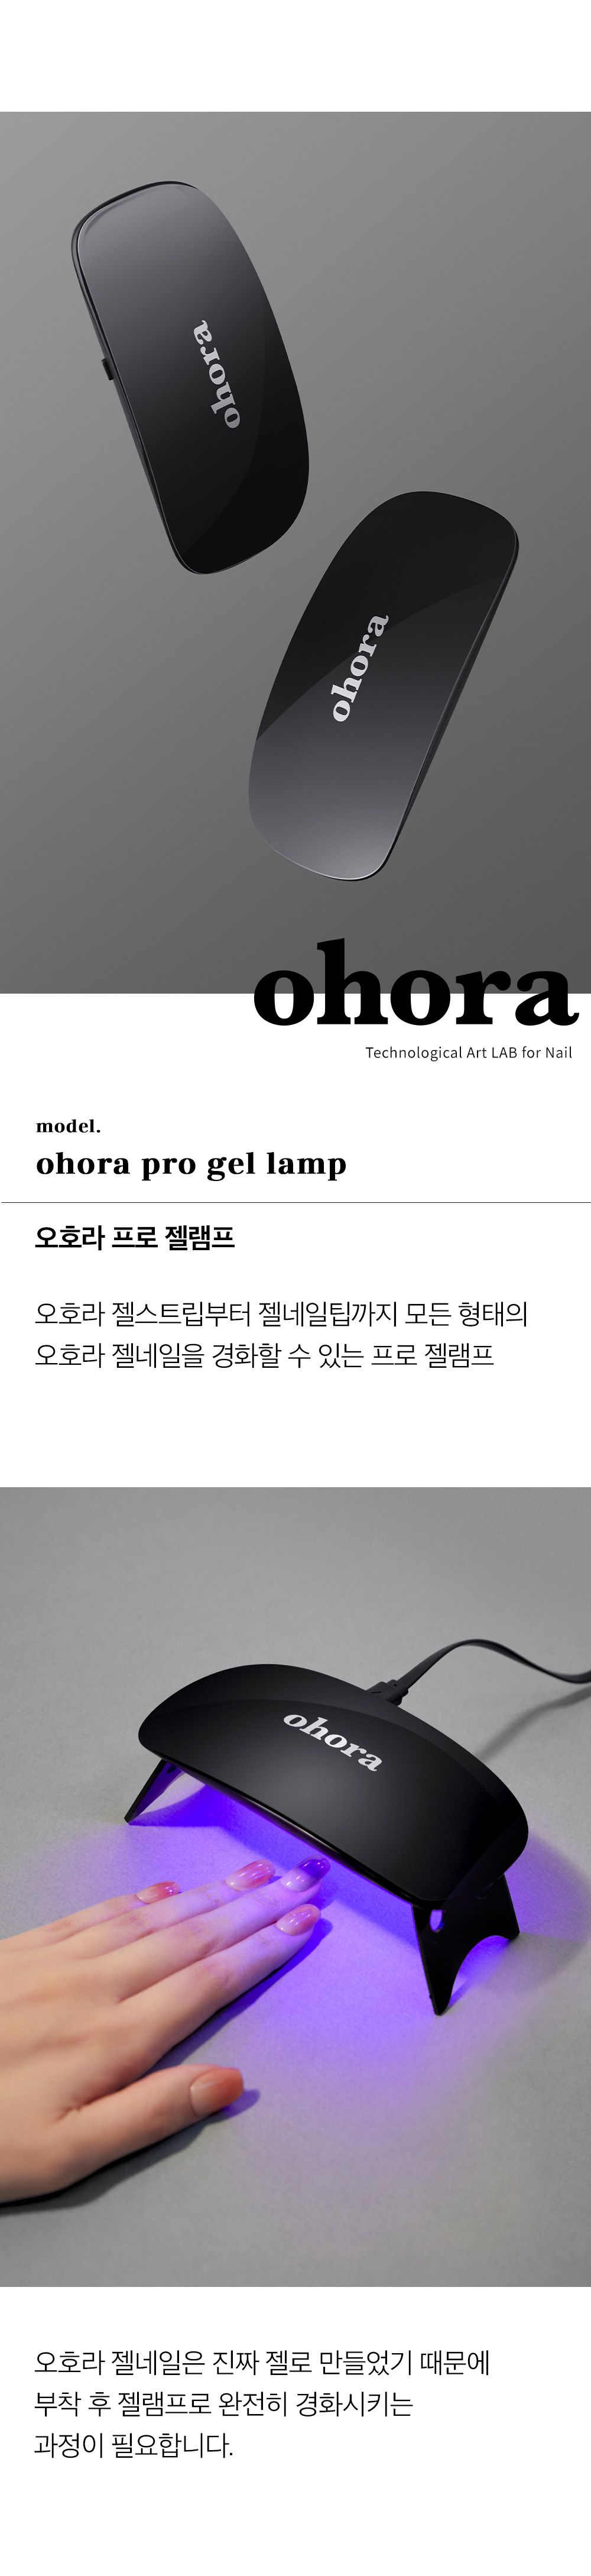 ohora
ohora
ohora
Technological Art LAB for Nail
model.
ohora pro gel lamp
오호라 프로 젤램프
오호라 젤스트립부터 젤네일팁까지 모든 형태의
오호라 젤네일을 경화할 수 있는 프로 젤램프
ohora
오호라 젤네일은 진짜 젤로 만들었기 때문에
부착 후 젤램프로 완전히 경화시키는
과정이 필요합니다.